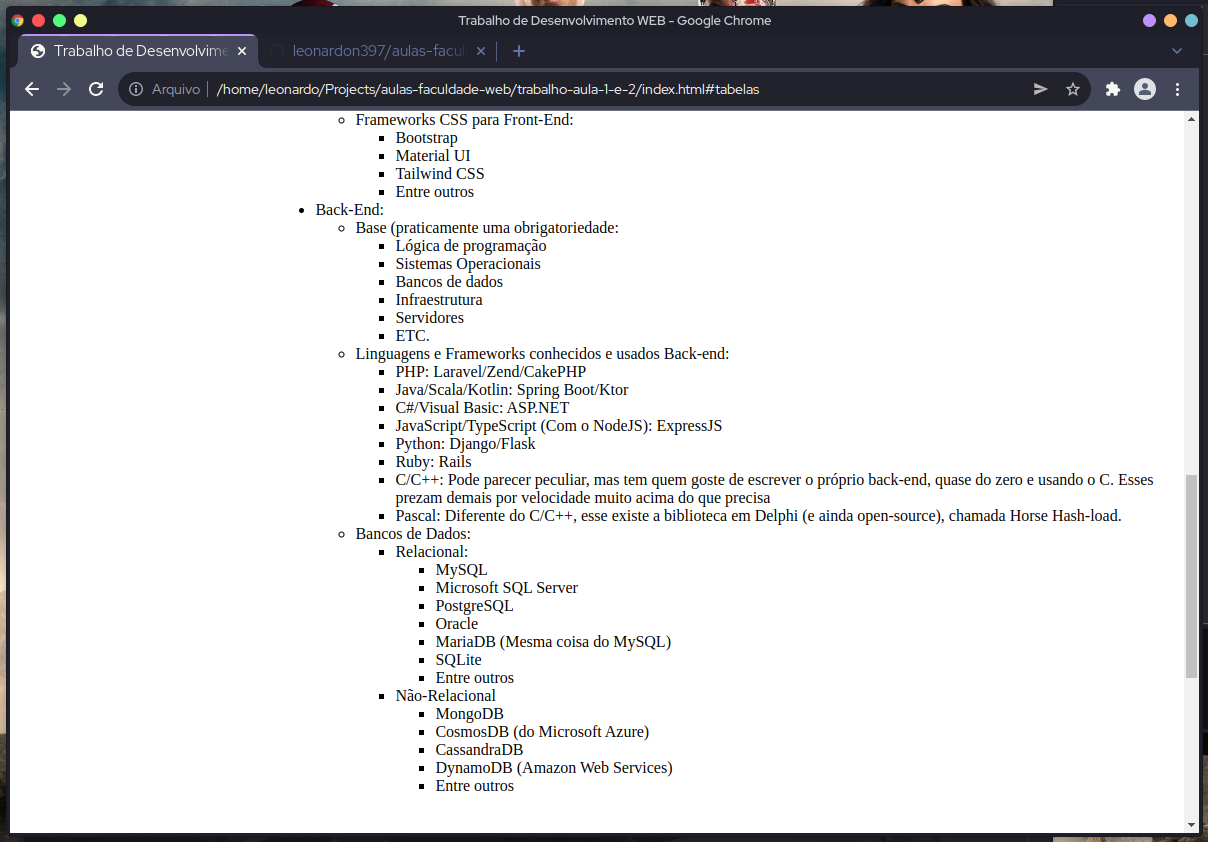 Trabalho de Desenvolvimento WEB - Google Chrome
Trabalho de Desenvolvime
leonardon397/aulas-facul
Arquivo
/home/leonardo/Projects/aulas-faculdade-web/trabalho-aula-1-e-2/index.html#tabelas
Frameworks CSS para Front-End:
Bootstrap
Material UI
Tailwind CSS
Entre outros
Back-End:
Base (praticamente uma obrigatoriedade:
Lógica de programação
Sistemas Operacionais
Bancos de dados
Infraestrutura
Servidores
ETC.
Linguagens e Frameworks conhecidos e usados Back-end:
PHP: Laravel/Zend/CakePHP
Java/Scala/Kotlin: Spring Boot/Ktor
C#/Visual Basic: ASP.NET
JavaScript/TypeScript (Com o NodeJS): ExpressJS
Python: Django/Flask
Ruby: Rails
C/C++: Pode parecer peculiar, mas tem quem goste de escrever o próprio back-end, quase do zero e usando o C. Esses
prezam demais por velocidade muito acima do que precisa
Pascal: Diferente do C/C++, esse existe a biblioteca em Delphi (e ainda open-source), chamada Horse Hash-load.
Bancos de Dados:
Relacional:
MySQL
Microsoft SQL Server
PostgreSQL
Oracle
MariaDB (Mesma coisa do MySQL)
SQLite
Entre outros
Não-Relacional
MongoDB
CosmosDB (do Microsoft Azure)
CassandraDB
DynamoDB (Amazon Web Services)
Entre outros